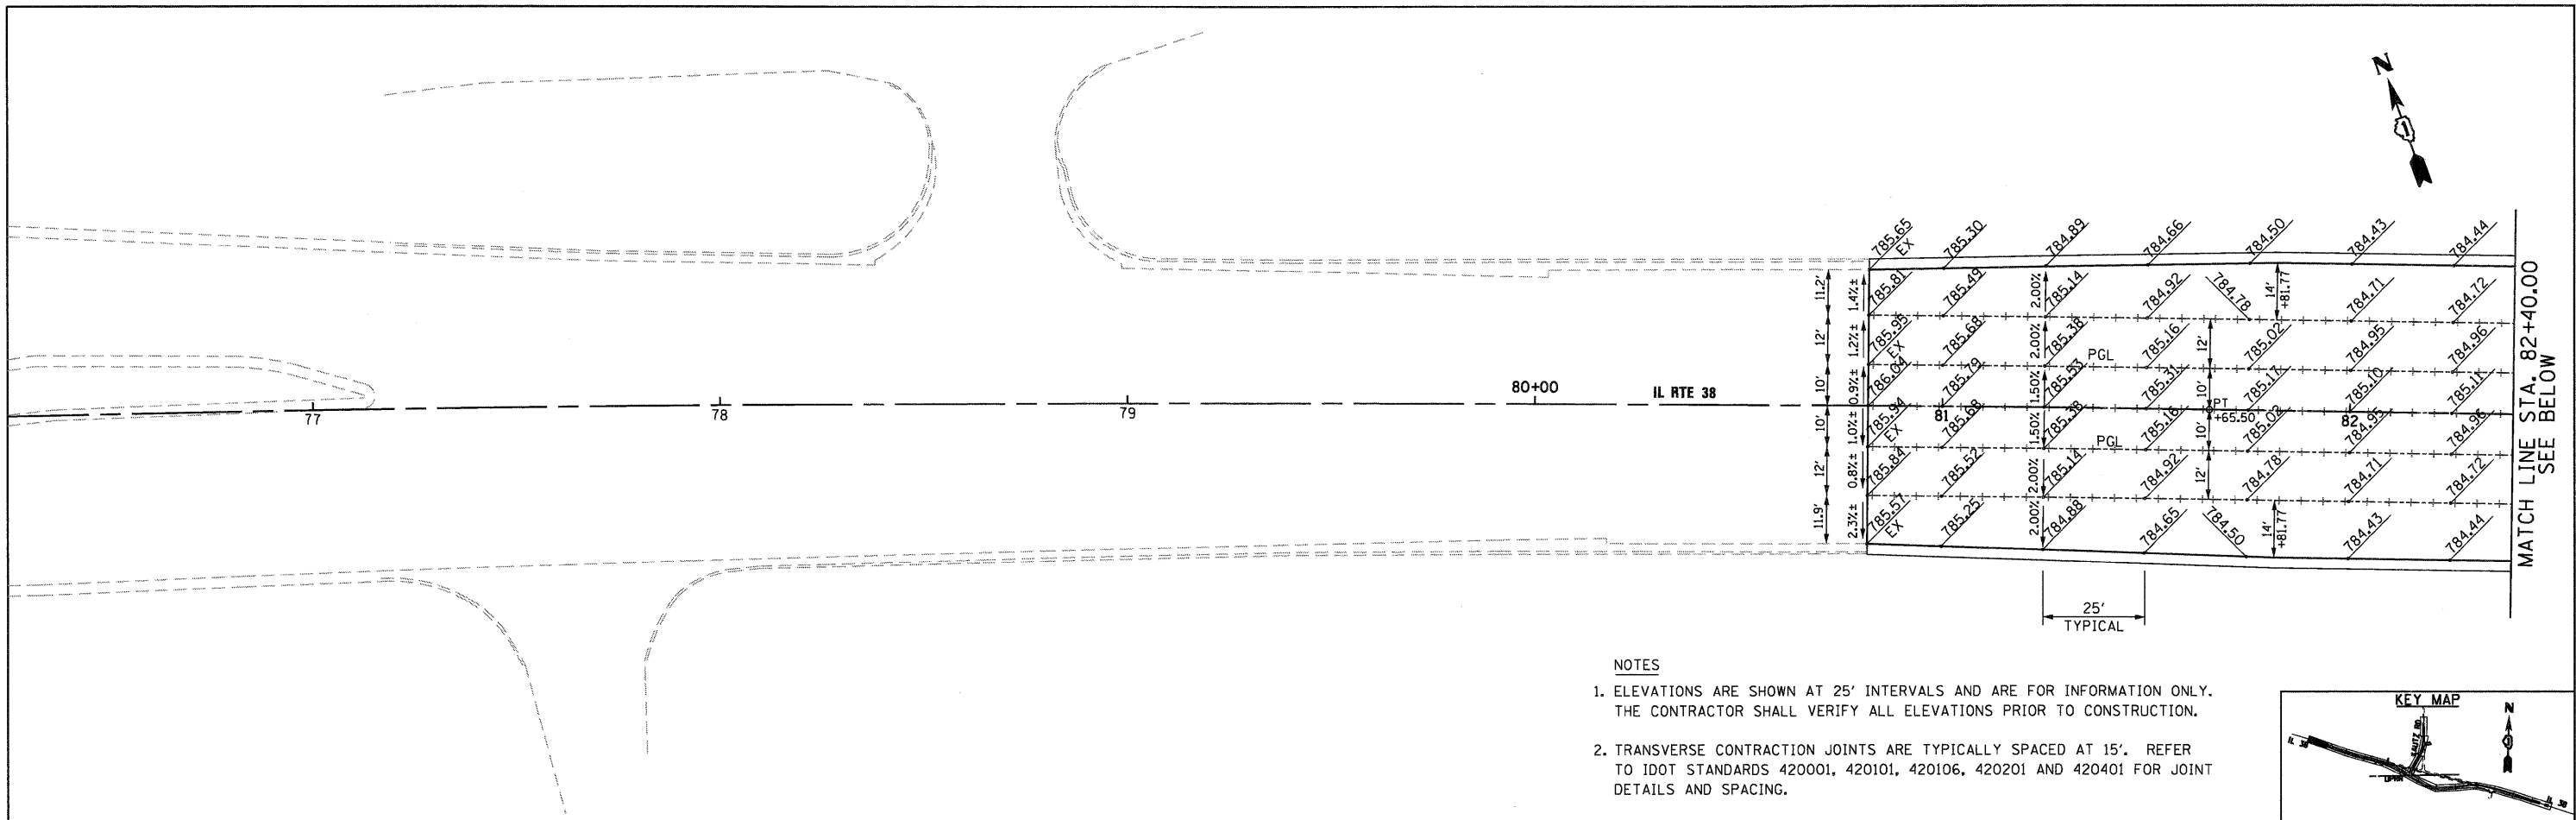 N
785.65 785.30 784.89 784.66 784.50 784.43 784.44
EX
11.2' 1.4%± 785.81 785.49 2.00% 785.14 784.92 784.78 14' +81.77 784.71 784.72
12' 1.2%± 785.95 785.68 2.00% 785.38 785.16 12' 785.02 784.95 784.96
EX
PGL
10' 0.9%± 786.04 785.79 1.50% 785.53 785.31 10' 785.17 785.10 785.11
77 78 79 80+00 IL RTE 38 81 PT +65.50 82
10' 1.0%± 785.94 785.68 1.50% 785.38 785.16 10' 785.02 784.95 784.96
EX
PGL
12' 0.8%± 785.84 785.52 2.00% 785.14 784.92 12' 784.78 784.71 784.72
11.9' 2.3%± 785.57 785.25 2.00% 784.88 784.65 784.50 14' +81.77 784.43 784.44
EX
MATCH LINE STA. 82+40.00
SEE BELOW
25'
TYPICAL
NOTES
1. ELEVATIONS ARE SHOWN AT 25' INTERVALS AND ARE FOR INFORMATION ONLY.
THE CONTRACTOR SHALL VERIFY ALL ELEVATIONS PRIOR TO CONSTRUCTION.
2. TRANSVERSE CONTRACTION JOINTS ARE TYPICALLY SPACED AT 15'. REFER
TO IDOT STANDARDS 420001, 420101, 420106, 420201 AND 420401 FOR JOINT
DETAILS AND SPACING.
KEY MAP
N
IL 38
KAUTZ RD
IL 38